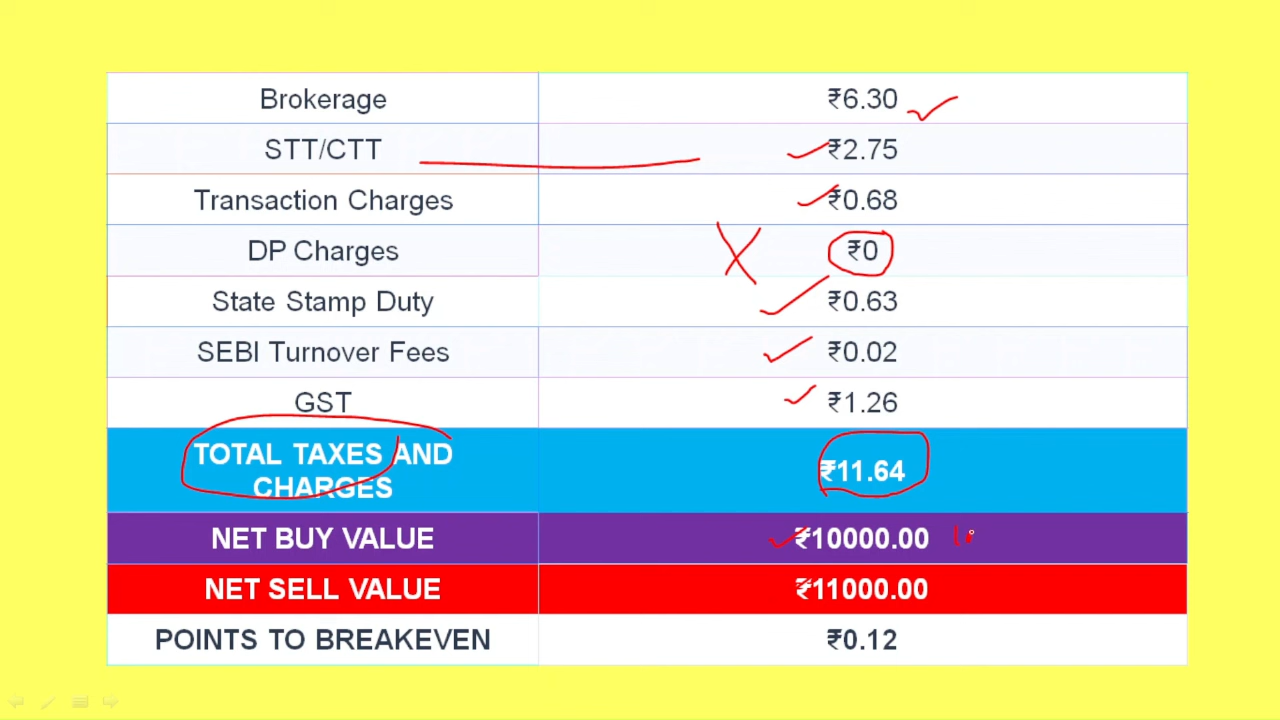 Brokerage ₹6.30
STT/CTT ₹2.75
Transaction Charges ₹0.68
DP Charges ₹0
State Stamp Duty ₹0.63
SEBI Turnover Fees ₹0.02
GST ₹1.26
TOTAL TAXES AND
CHARGES
₹11.64
NET BUY VALUE ₹10000.00
NET SELL VALUE ₹11000.00
POINTS TO BREAKEVEN ₹0.12